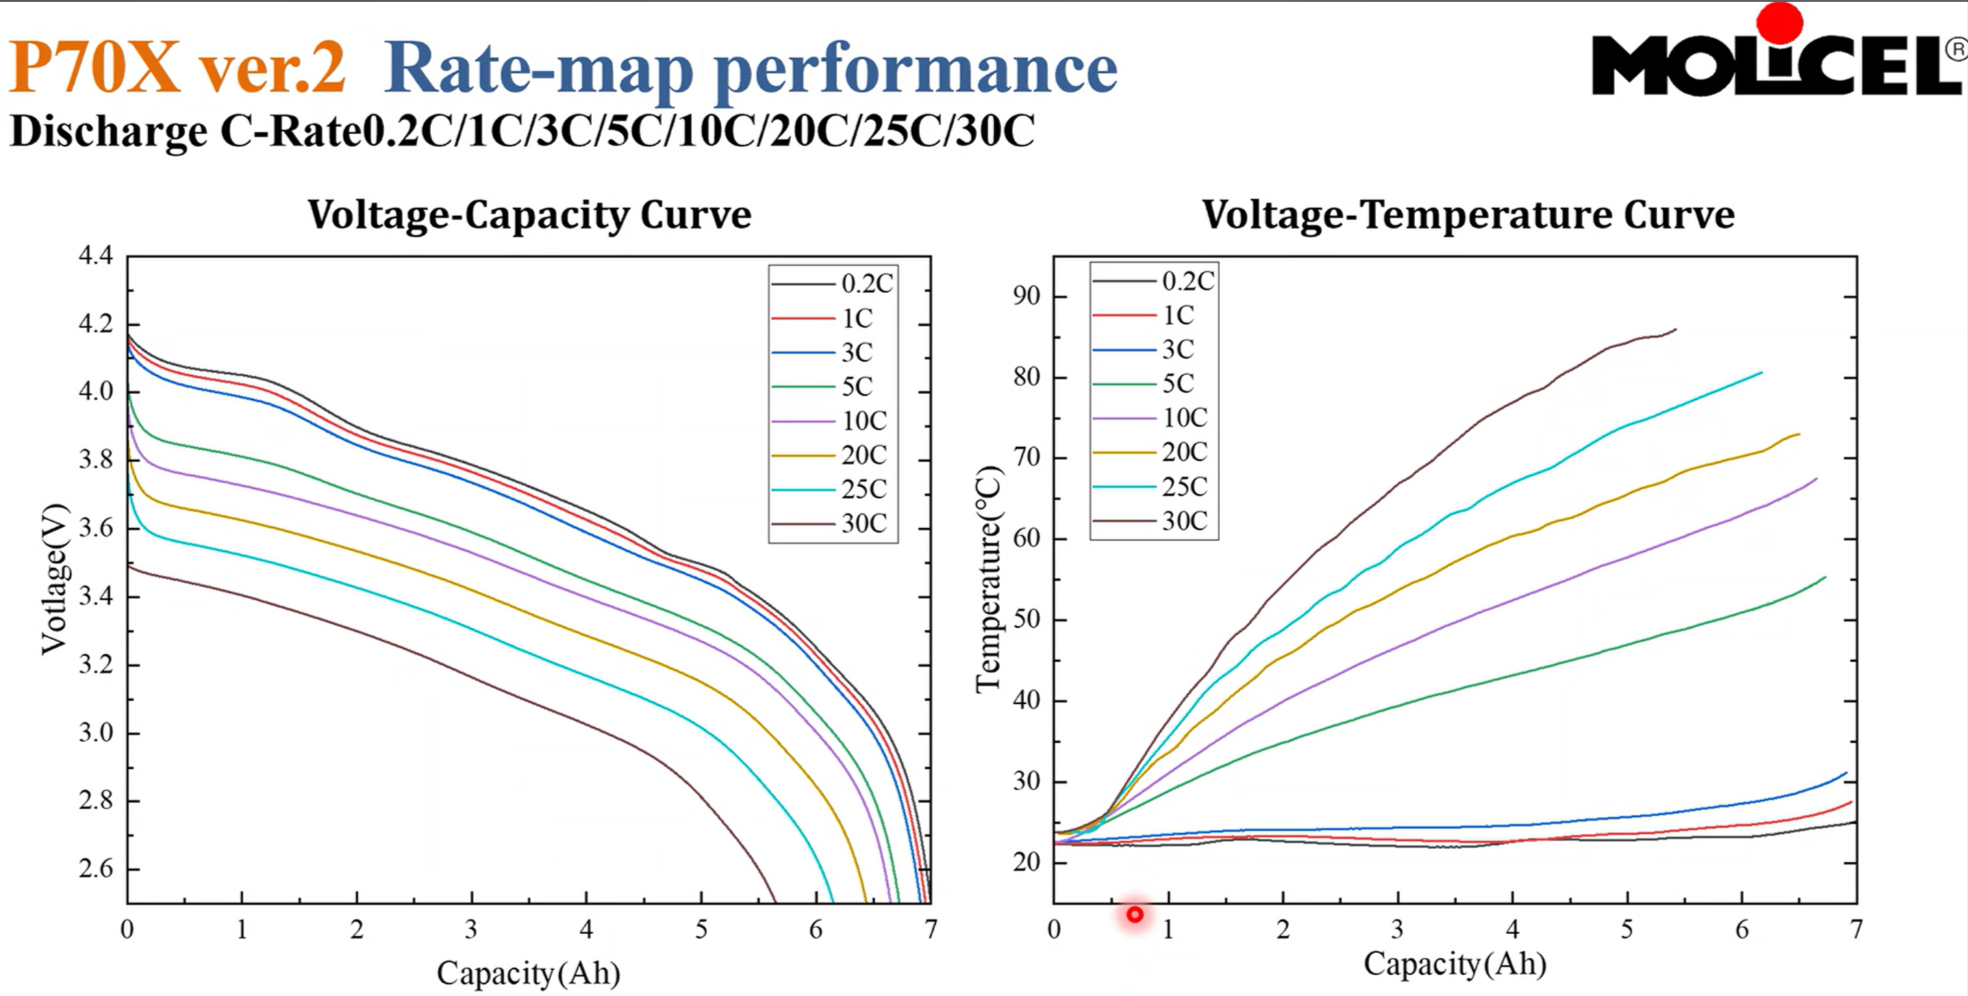 P70X ver.2 Rate-map performance
MOLiCEL®
Discharge C-Rate0.2C/1C/3C/5C/10C/20C/25C/30C
Voltage-Capacity Curve
4.4
4.2
4.0
3.8
3.6
3.4
3.2
3.0
2.8
2.6
Votlage(V)
0.2C
1C
3C
5C
10C
20C
25C
30C
0 1 2 3 4 5 6 7
Capacity(Ah)
Voltage-Temperature Curve
90
80
70
60
50
40
30
20
Temperature(°C)
0.2C
1C
3C
5C
10C
20C
25C
30C
0 1 2 3 4 5 6 7
Capacity(Ah)